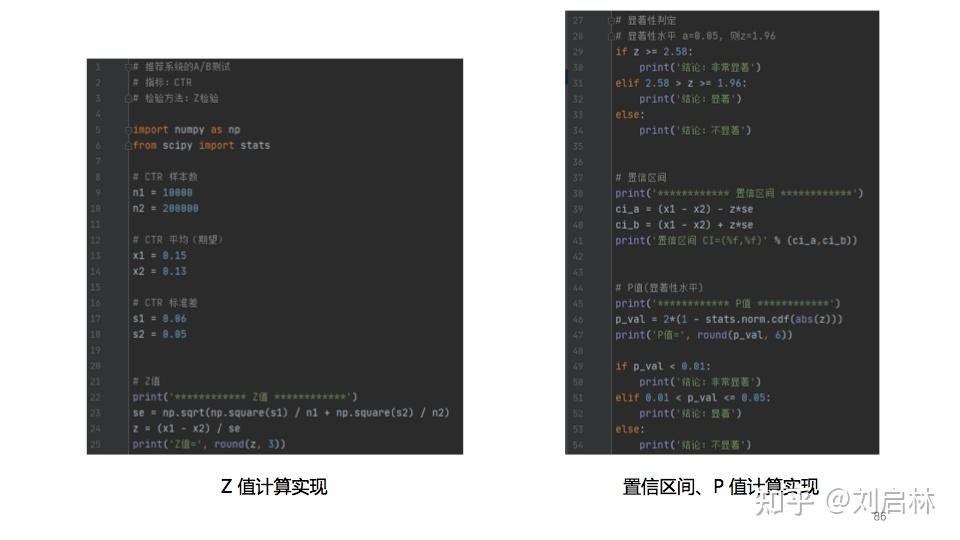 1 # 推荐系统的A/B测试
2 # 指标：CTR
3 # 检验方法：Z检验
4
5 import numpy as np
6 from scipy import stats
7
8 # CTR 样本数
9 n1 = 10000
10 n2 = 200000
11
12 # CTR 平均（期望）
13 x1 = 0.15
14 x2 = 0.13
15
16 # CTR 标准差
17 s1 = 0.06
18 s2 = 0.05
19
20
21 # Z值
22 print('************ Z值 ************')
23 se = np.sqrt(np.square(s1) / n1 + np.square(s2) / n2)
24 z = (x1 - x2) / se
25 print('Z值=', round(z, 3))
Z 值计算实现
27 # 显著性判定
28 # 显著性水平 a=0.05, 则z=1.96
29 if z >= 2.58:
30 print('结论：非常显著')
31 elif 2.58 > z >= 1.96:
32 print('结论：显著')
33 else:
34 print('结论：不显著')
35
36
37 # 置信区间
38 print('************ 置信区间 ************')
39 ci_a = (x1 - x2) - z*se
40 ci_b = (x1 - x2) + z*se
41 print('置信区间 CI=(%f,%f)' % (ci_a,ci_b))
42
43
44 # P值(显著性水平)
45 print('************ P值 ************')
46 p_val = 2*(1 - stats.norm.cdf(abs(z)))
47 print('P值=', round(p_val, 6))
48
49 if p_val < 0.01:
50 print('结论：非常显著')
51 elif 0.01 < p_val <= 0.05:
52 print('结论：显著')
53 else:
54 print('结论：不显著')
置信区间、P 值计算实现
知乎 @刘启林
86